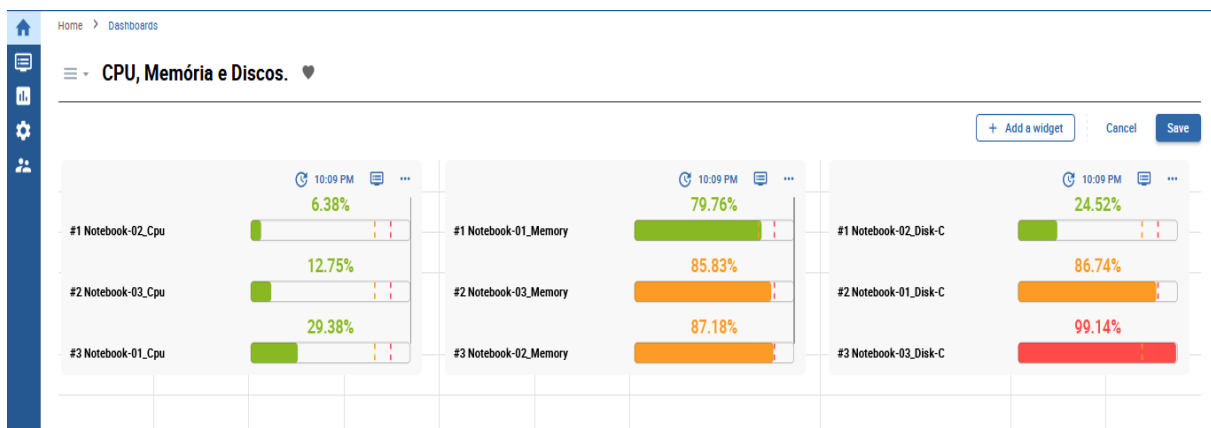 Home > Dashboards
CPU, Memória e Discos.
+ Add a widget Cancel Save
10:09 PM
6.38%
#1 Notebook-02_Cpu
12.75%
#2 Notebook-03_Cpu
29.38%
#3 Notebook-01_Cpu
10:09 PM
79.76%
#1 Notebook-01_Memory
85.83%
#2 Notebook-03_Memory
87.18%
#3 Notebook-02_Memory
10:09 PM
24.52%
#1 Notebook-02_Disk-C
86.74%
#2 Notebook-01_Disk-C
99.14%
#3 Notebook-03_Disk-C